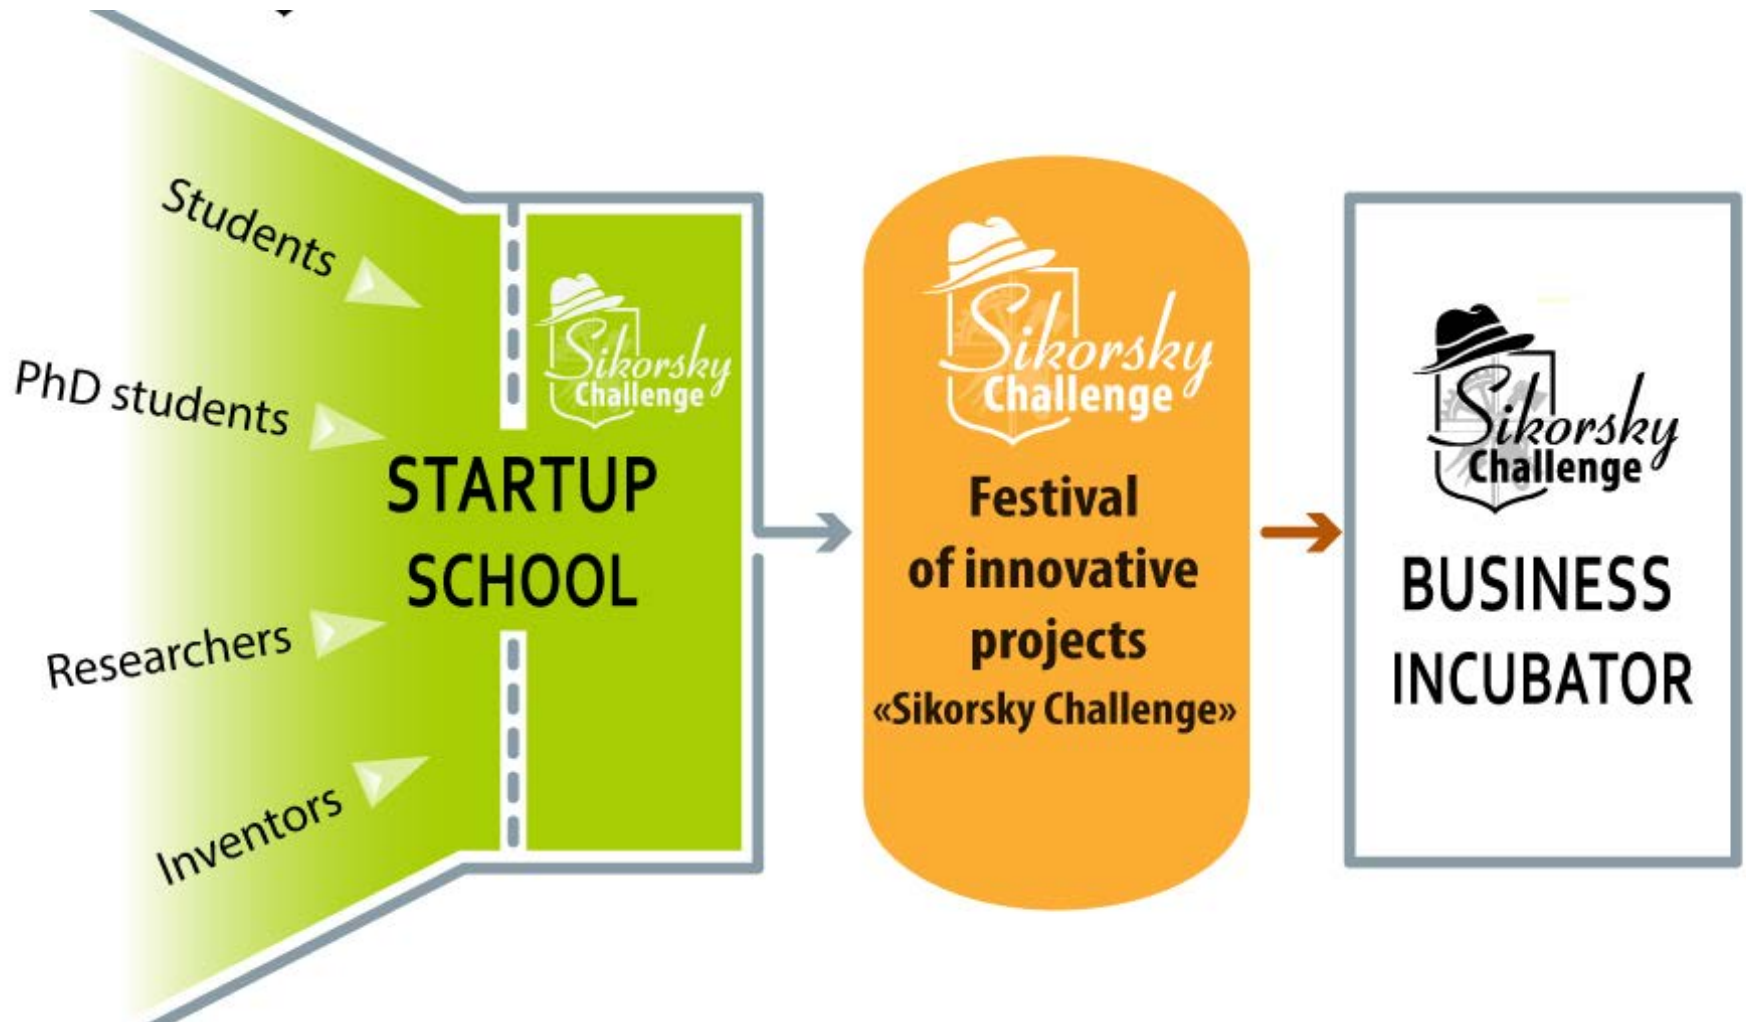 Students
PhD students
Researchers
Inventors
Sikorsky
Challenge
STARTUP
SCHOOL
Sikorsky
Challenge
Festival
of innovative
projects
«Sikorsky Challenge»
Sikorsky
Challenge
BUSINESS
INCUBATOR